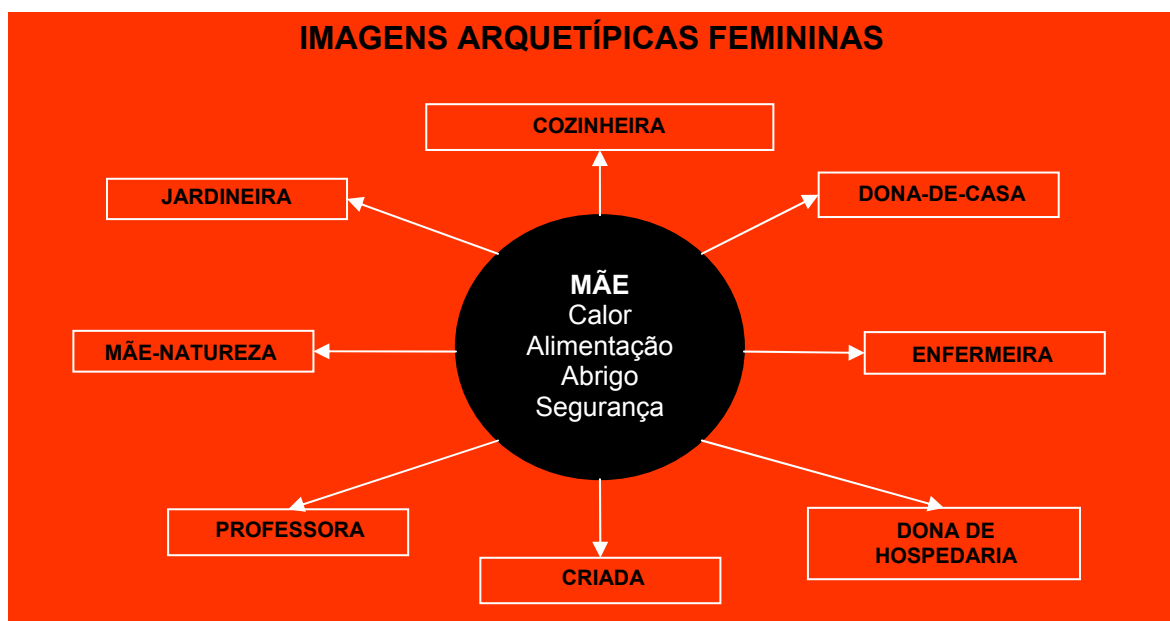 IMAGENS ARQUETÍPICAS FEMININAS
COZINHEIRA
JARDINEIRA
DONA-DE-CASA
MÃE
Calor
Alimentação
Abrigo
Segurança
MÃE-NATUREZA
ENFERMEIRA
PROFESSORA
DONA DE
HOSPEDARIA
CRIADA